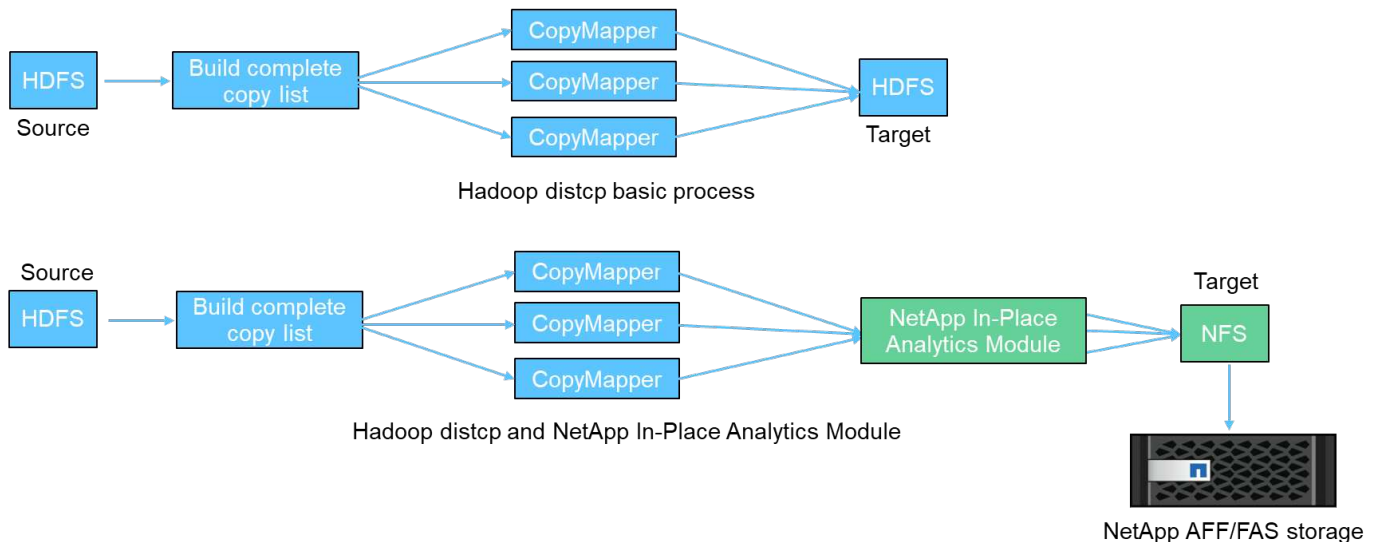 HDFS
Source
Build complete
copy list
CopyMapper
CopyMapper
CopyMapper
HDFS
Target
Hadoop distcp basic process
Source
HDFS
Build complete
copy list
CopyMapper
CopyMapper
CopyMapper
NetApp In-Place
Analytics Module
Target
NFS
Hadoop distcp and NetApp In-Place Analytics Module
NetApp AFF/FAS storage